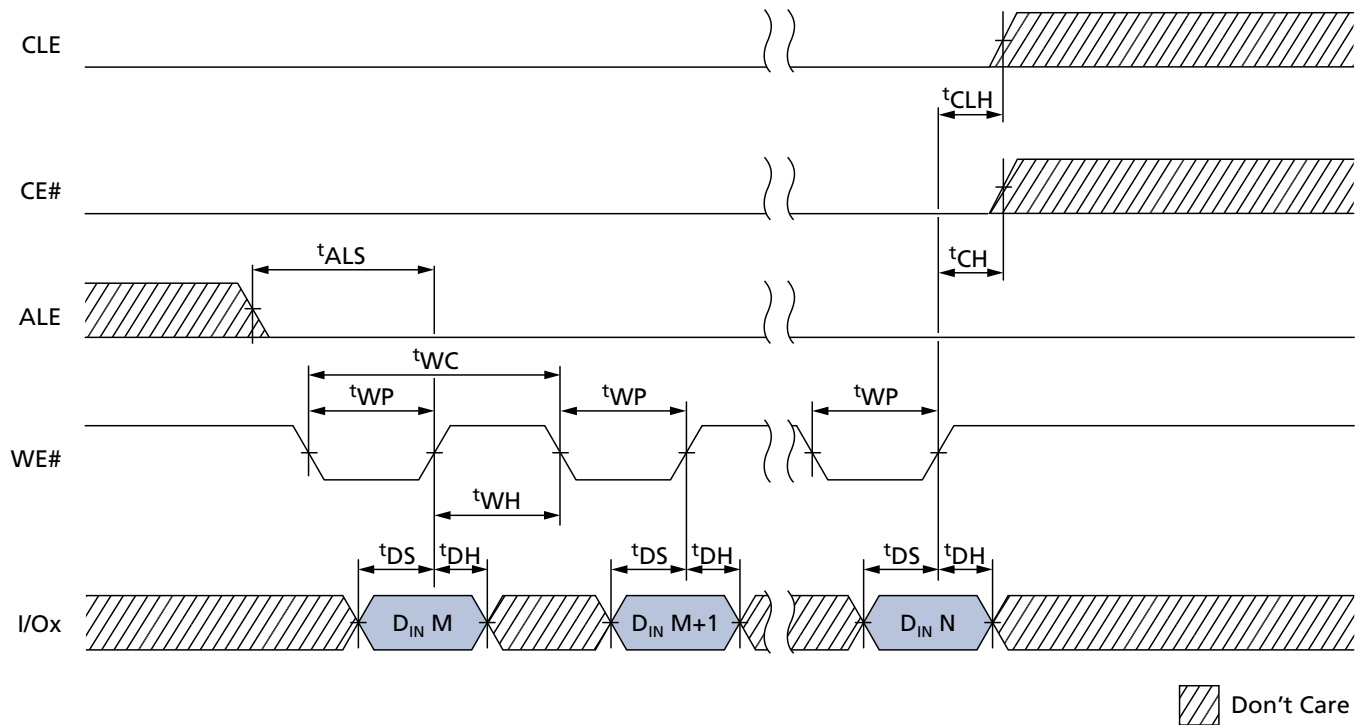 CLE
tCLH
CE#
tCH
tALS
ALE
tWC
tWP tWP tWP
WE#
tWH
tDS tDH tDS tDH tDS tDH
I/Ox DIN M DIN M+1 DIN N
Don't Care